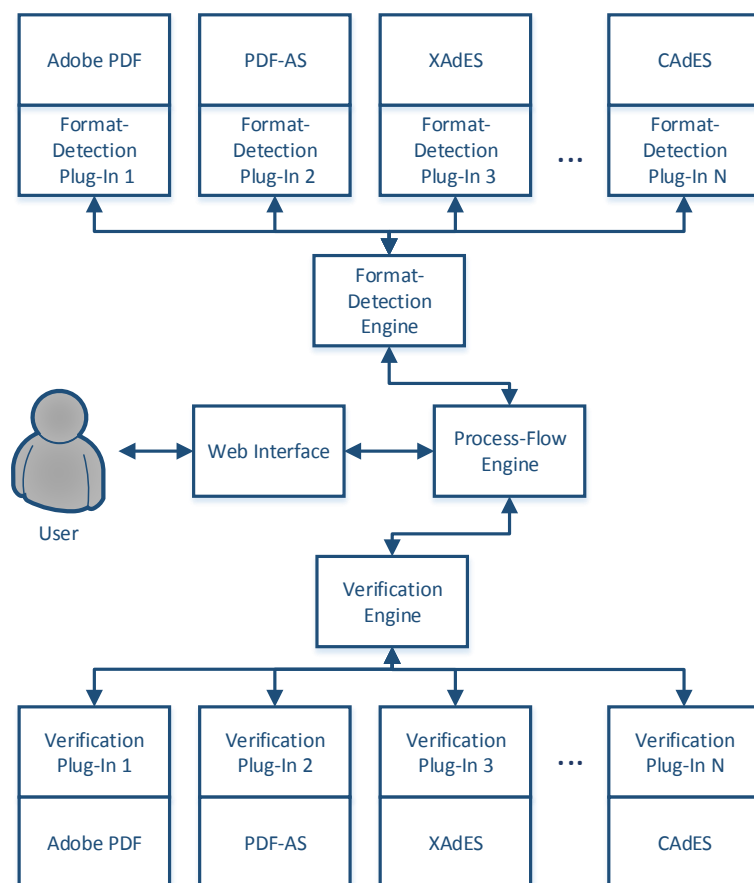 Adobe PDF
PDF-AS
XAdES
CAdES
Format-
Detection
Plug-In 1
Format-
Detection
Plug-In 2
Format-
Detection
Plug-In 3
...
Format-
Detection
Plug-In N
Format-
Detection
Engine
Web Interface
Process-Flow
Engine
User
Verification
Engine
Verification
Plug-In 1
Verification
Plug-In 2
Verification
Plug-In 3
...
Verification
Plug-In N
Adobe PDF
PDF-AS
XAdES
CAdES